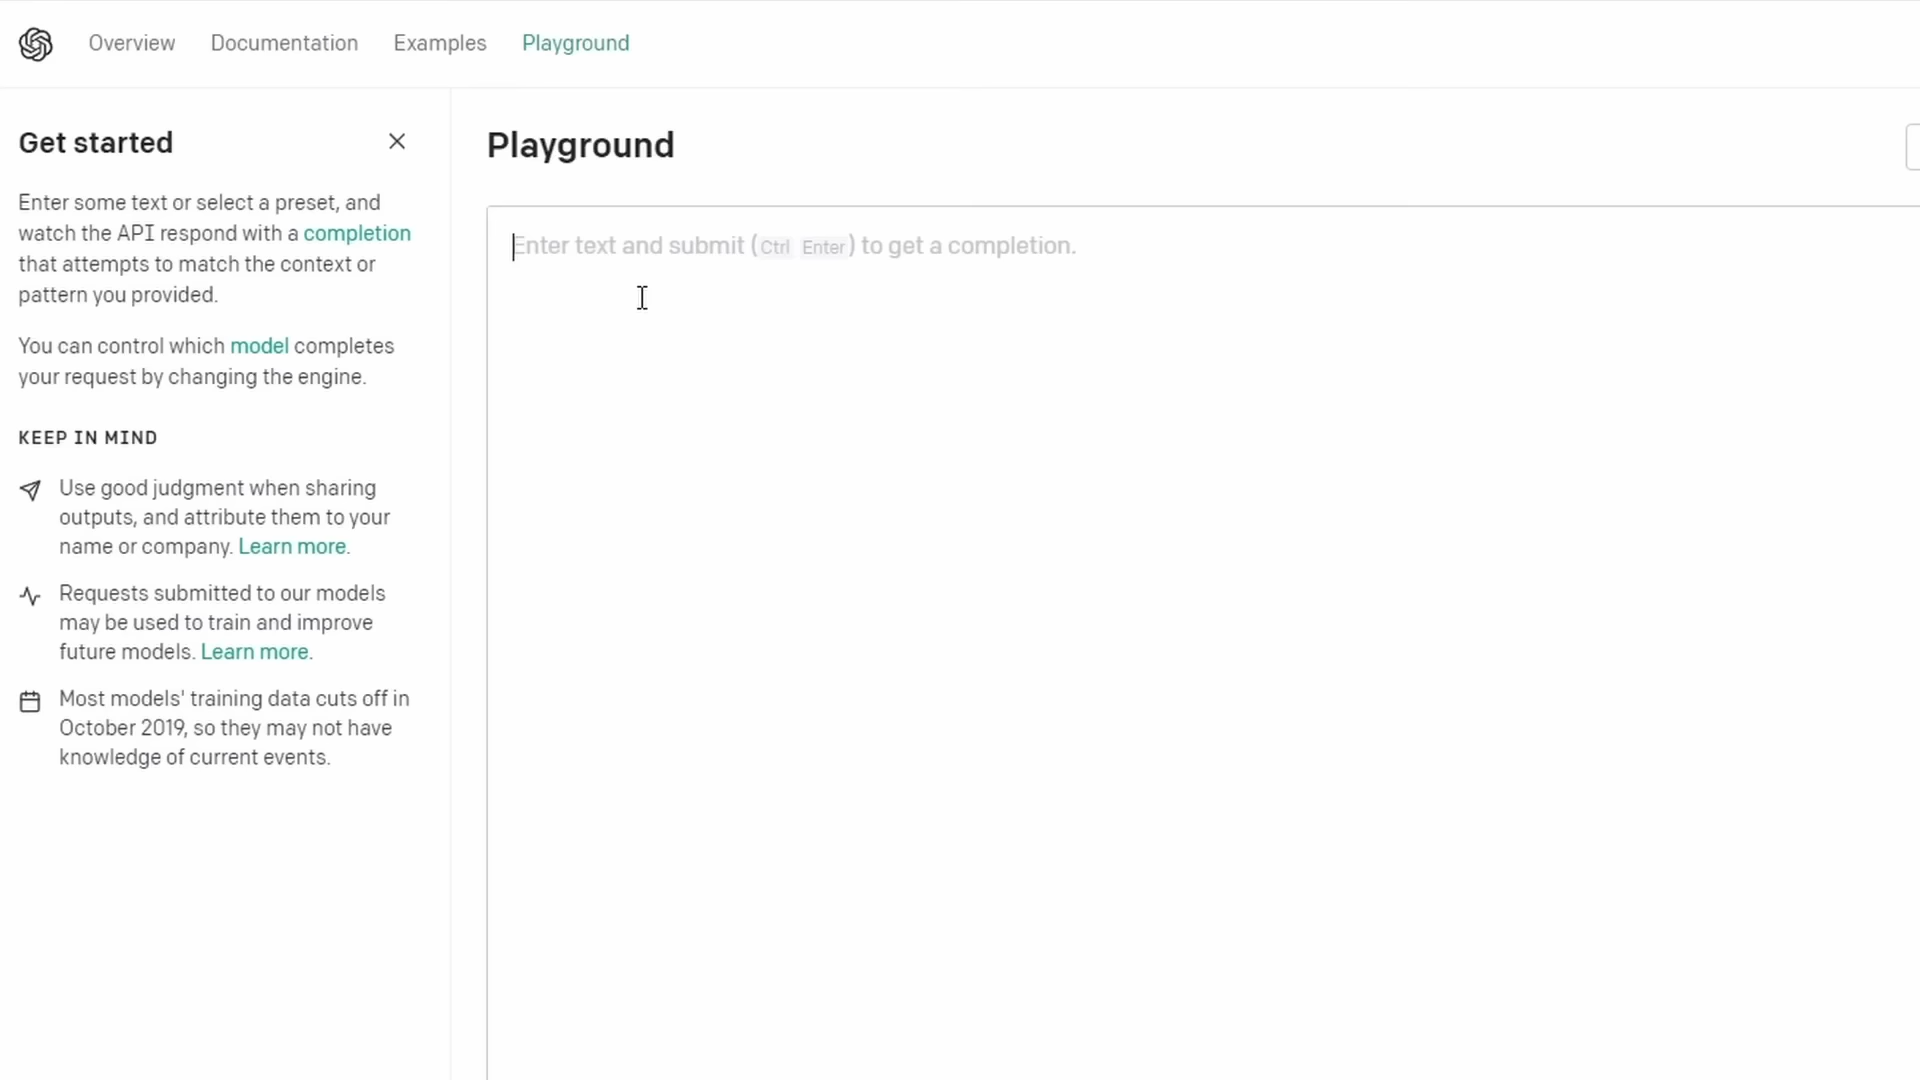 Overview Documentation Examples Playground
Get started
Enter some text or select a preset, and
watch the API respond with a completion
that attempts to match the context or
pattern you provided.
You can control which model completes
your request by changing the engine.
KEEP IN MIND
Use good judgment when sharing
outputs, and attribute them to your
name or company. Learn more.
Requests submitted to our models
may be used to train and improve
future models. Learn more.
Most models' training data cuts off in
October 2019, so they may not have
knowledge of current events.
Playground
Enter text and submit (Ctrl Enter) to get a completion.